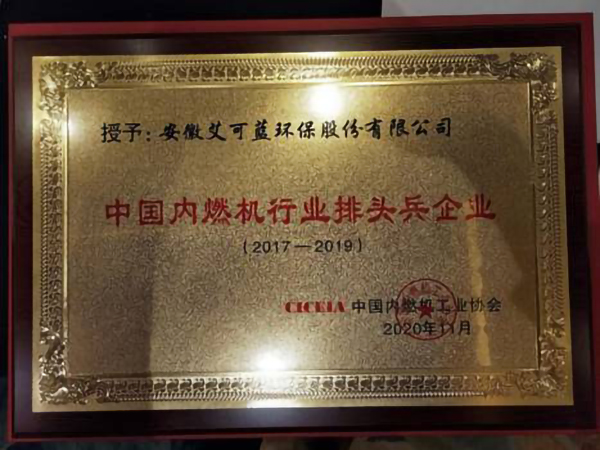 授予：安徽艾可蓝环保股份有限公司
中国内燃机行业排头兵企业
（2017—2019）
CICEIA 中国内燃机工业协会
2020年11月